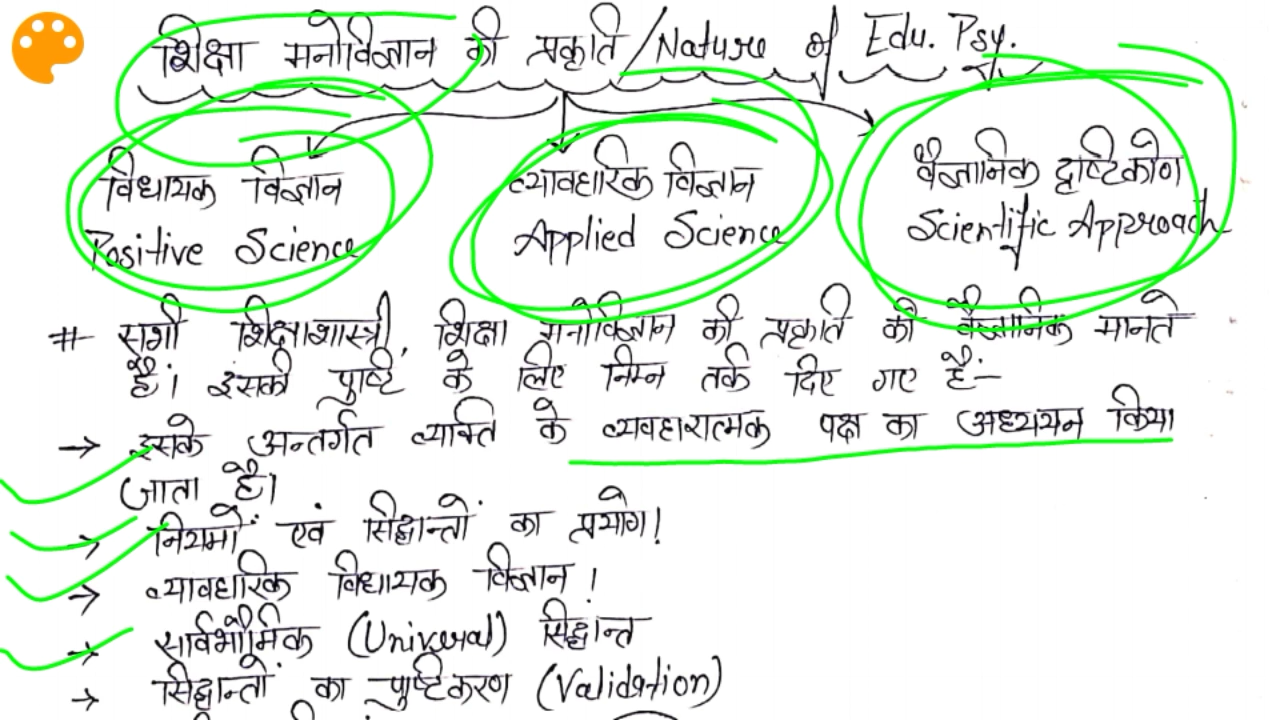 शिक्षा मनोविज्ञान की प्रकृति / Nature of Edu. Psy.
विधायक विज्ञान
Positive Science
व्यावहारिक विज्ञान
Applied Science
वैज्ञानिक दृष्टिकोण
Scientific Approach
# सभी शिक्षाशास्त्री, शिक्षा मनोविज्ञान की प्रकृति को वैज्ञानिक मानते
हैं। इसकी पुष्टि के लिए निम्न तर्क दिए गए हैं-
→ इसके अन्तर्गत व्यक्ति के व्यवहारात्मक पक्ष का अध्ययन किया
जाता है।
→ नियमों एवं सिद्धान्तों का प्रयोग।
→ व्यावहारिक विधायक विज्ञान।
→ सार्वभौमिक (Universal) सिद्धांत
→ सिद्धान्तों का पुष्टिकरण (Validation)